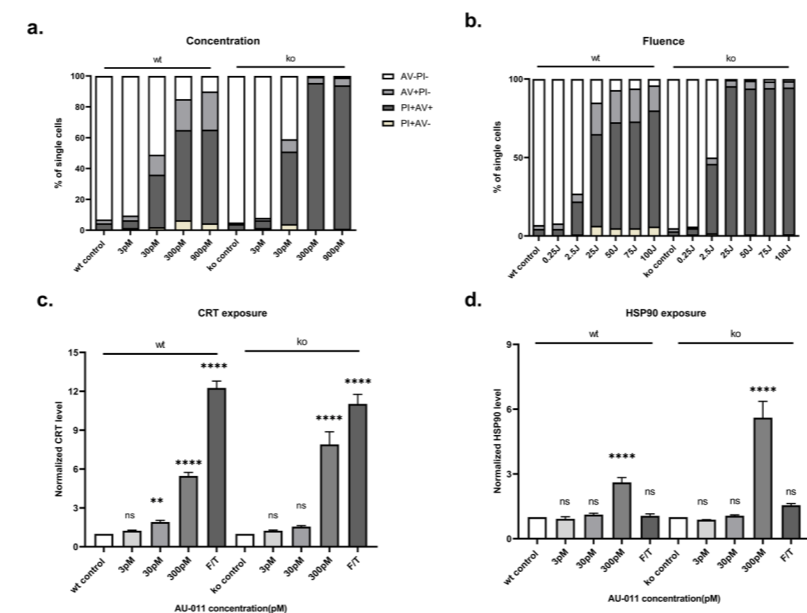 a.
Concentration
wt
ko
% of single cells
100
80
60
40
20
0
wt control
3pM
30pM
300pM
900pM
ko control
3pM
30pM
300pM
900pM
AV-PI-
AV+PI-
PI+AV+
PI+AV-
b.
Fluence
wt
ko
% of single cells
100
50
0
wt control
0.25J
2.5J
25J
50J
75J
100J
ko control
0.25J
2.5J
25J
50J
75J
100J
c.
CRT exposure
wt
ko
Normalized CRT level
15
12
9
6
3
0
ns
**
****
****
ns
ns
****
****
wt control
3pM
30pM
300pM
F/T
ko control
3pM
30pM
300pM
F/T
AU-011 concentration(pM)
d.
HSP90 exposure
wt
ko
Normalized HSP90 level
9
6
3
0
ns
ns
****
ns
ns
ns
****
ns
wt control
3pM
30pM
300pM
F/T
ko control
3pM
30pM
300pM
F/T
AU-011 concentration(pM)